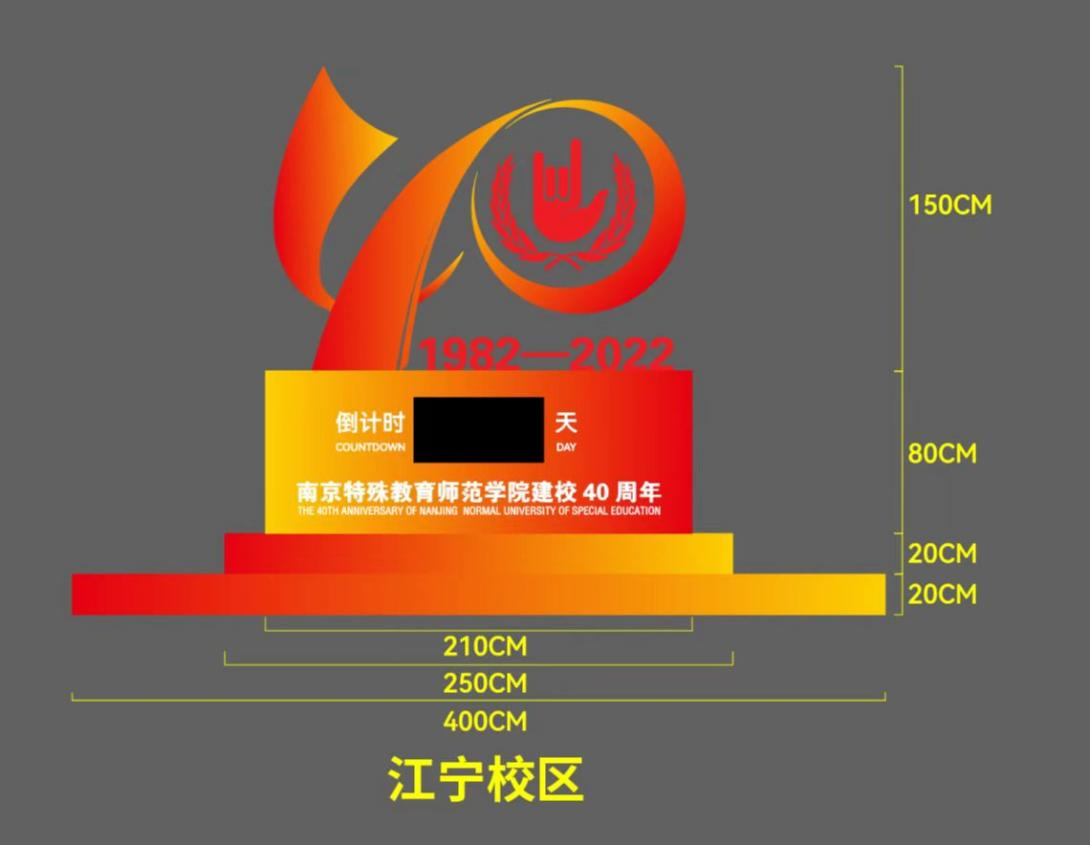 150CM
1982—2022
倒计时 天
COUNTDOWN DAY
80CM
南京特殊教育师范学院建校 40 周年
THE 40TH ANNIVERSARY OF NANJING NORMAL UNIVERSITY OF SPECIAL EDUCATION
20CM
20CM
210CM
250CM
400CM
江宁校区